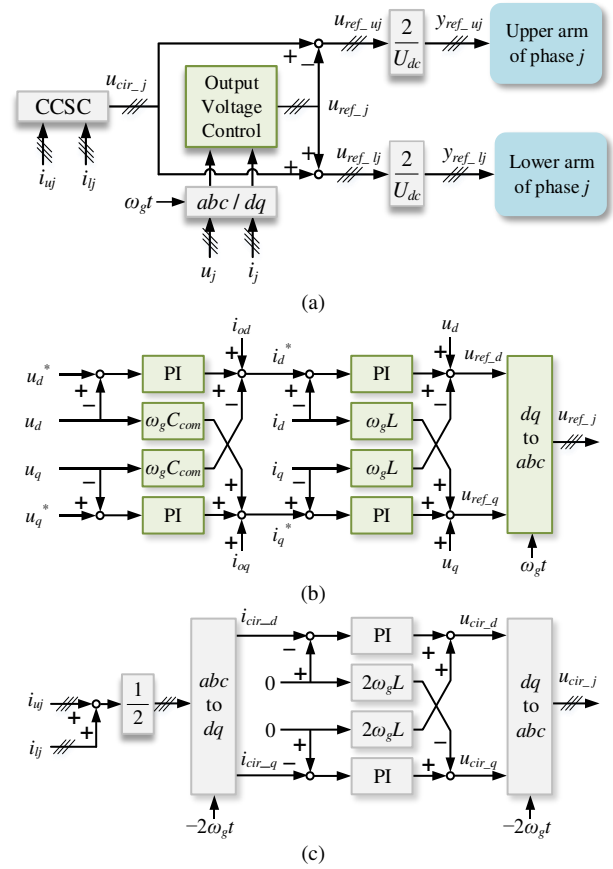 u_ref_uj
2
U_dc
y_ref_uj
Upper arm
of phase j
+
−
u_cir_j
CCSC
Output
Voltage
Control
u_ref_j
i_uj
i_lj
+
+
u_ref_lj
2
U_dc
y_ref_lj
Lower arm
of phase j
ω_g t
abc / dq
u_j
i_j
(a)
i_od
u_d
u_d*
+
PI
+
+
i_d*
+
PI
+
+
u_ref_d
−
−
−
−
u_d
ω_g C_com
i_d
ω_g L
dq
to
abc
u_ref_j
u_q
ω_g C_com
i_q
ω_g L
−
+
−
+
u_q*
+
PI
+
+
i_q*
+
PI
+
+
u_ref_q
i_oq
u_q
ω_g t
(b)
i_cir_d
−
PI
+
u_cir_d
+
+
i_uj
+
+
i_lj
1
2
abc
to
dq
0
2ω_g L
0
2ω_g L
dq
to
abc
u_cir_j
+
−
i_cir_q
−
PI
+
u_cir_q
−2ω_g t
−2ω_g t
(c)